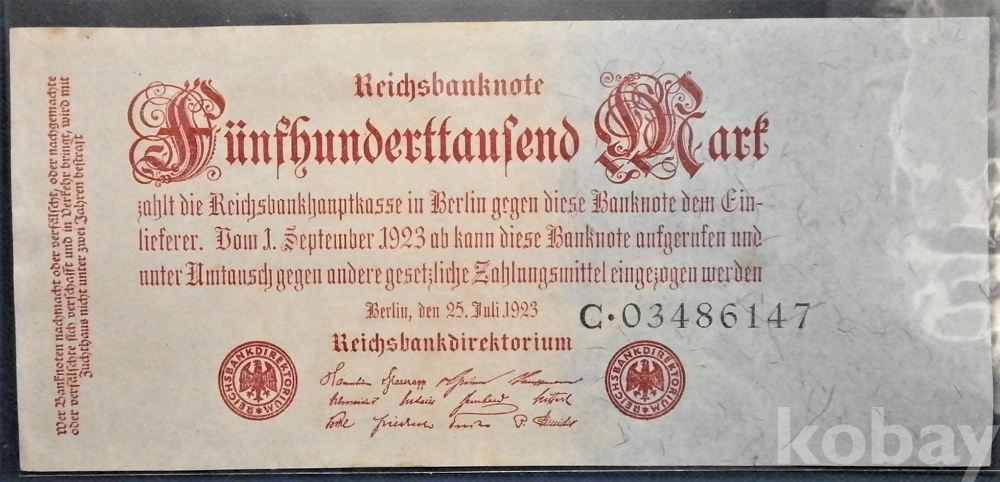 Reichsbanknote
Fünfhunderttausend Mark
zahlt die Reichsbankhauptkasse in Berlin gegen diese Banknote dem Ein-
lieferer. Vom 1. September 1923 ab kann diese Banknote aufgerufen und
unter Umtausch gegen andere gesetzliche Zahlungsmittel eingezogen werden
Berlin, den 25. Juli 1923
C·03486147
Reichsbankdirektorium
REICHSBANKDIREKTORIUM
REICHSBANKDIREKTORIUM
Wer Banknoten nachmacht oder verfälscht, oder nachgemachte
oder verfälschte sich verschafft und in Verkehr bringt, wird mit
Zuchthaus nicht unter zwei Jahren bestraft
kobay